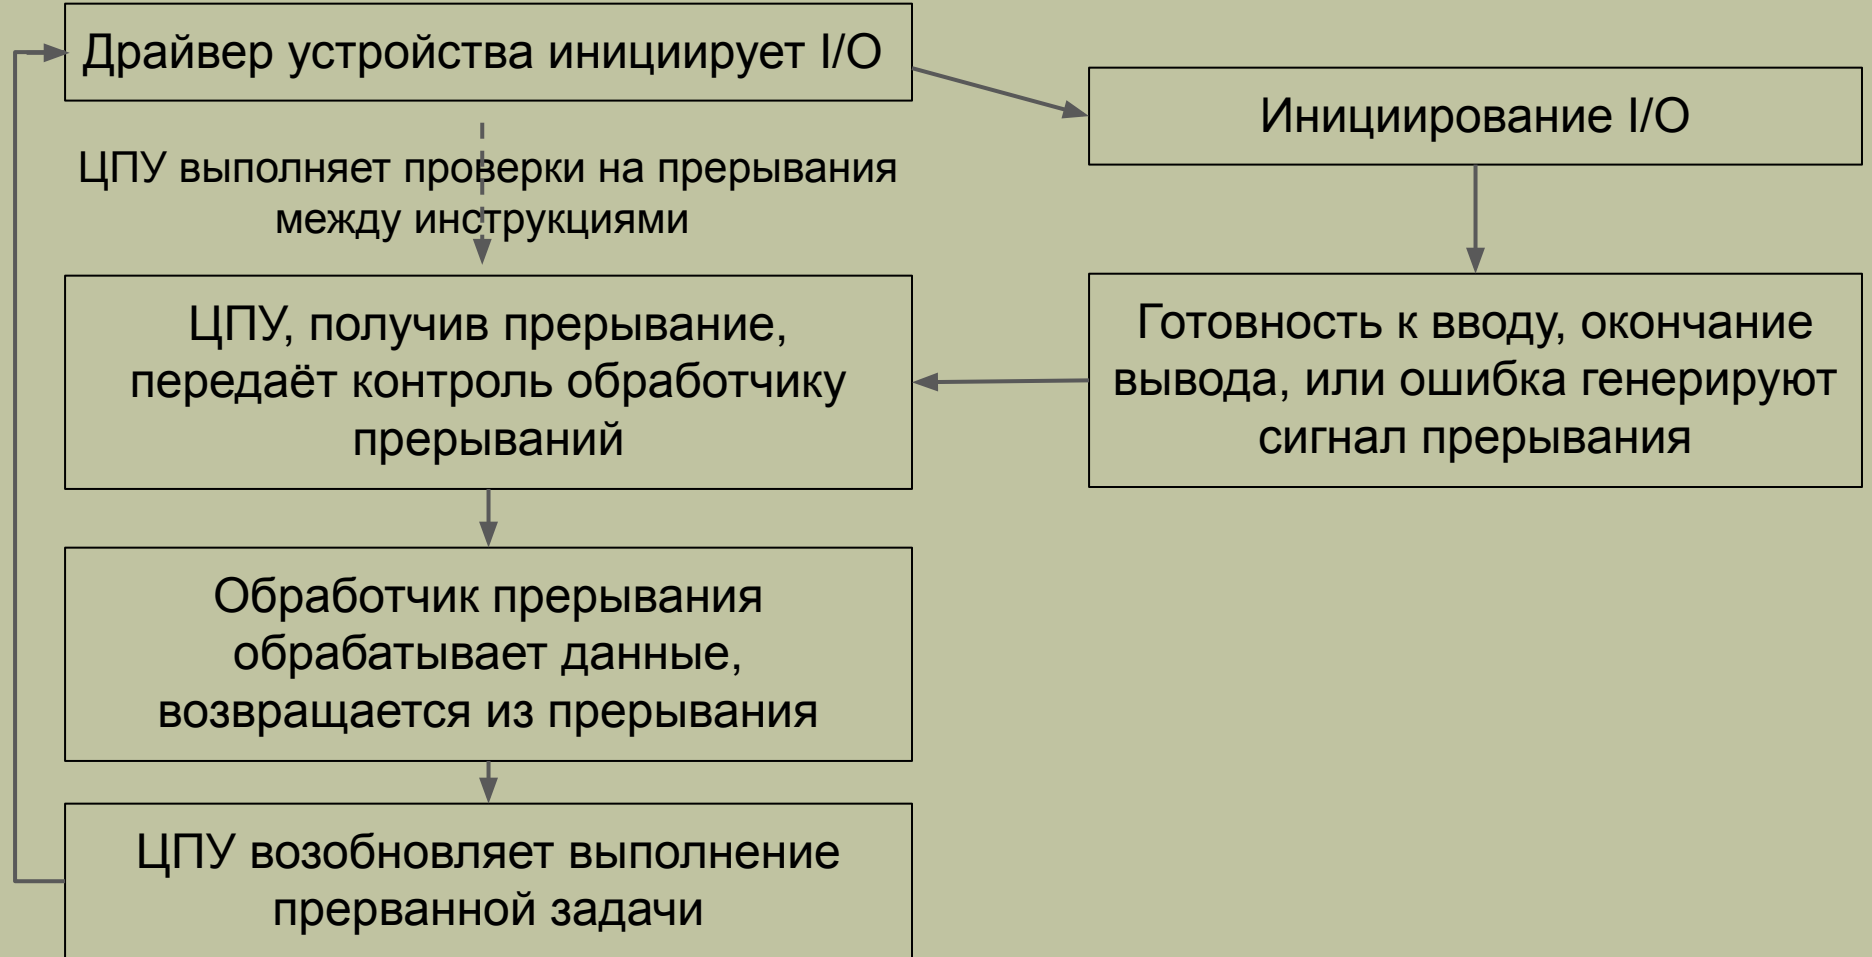 Драйвер устройства инициирует I/O
Инициирование I/O
ЦПУ выполняет проверки на прерывания
между инструкциями
ЦПУ, получив прерывание,
передаёт контроль обработчику
прерываний
Готовность к вводу, окончание
вывода, или ошибка генерируют
сигнал прерывания
Обработчик прерывания
обрабатывает данные,
возвращается из прерывания
ЦПУ возобновляет выполнение
прерванной задачи